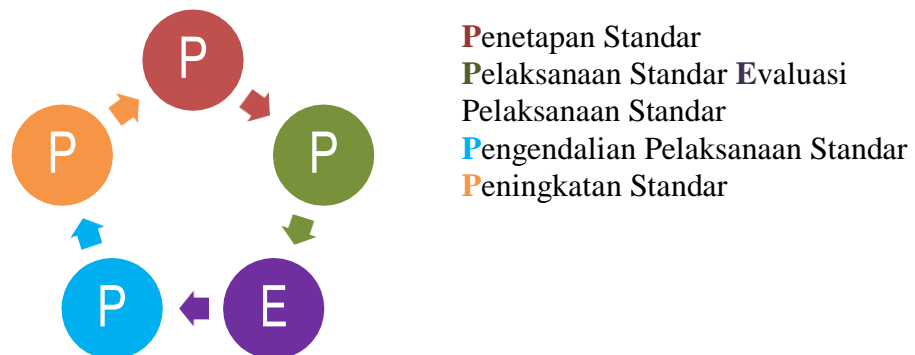 P
P
P
P
E
Penetapan Standar
Pelaksanaan Standar Evaluasi
Pelaksanaan Standar
Pengendalian Pelaksanaan Standar
Peningkatan Standar